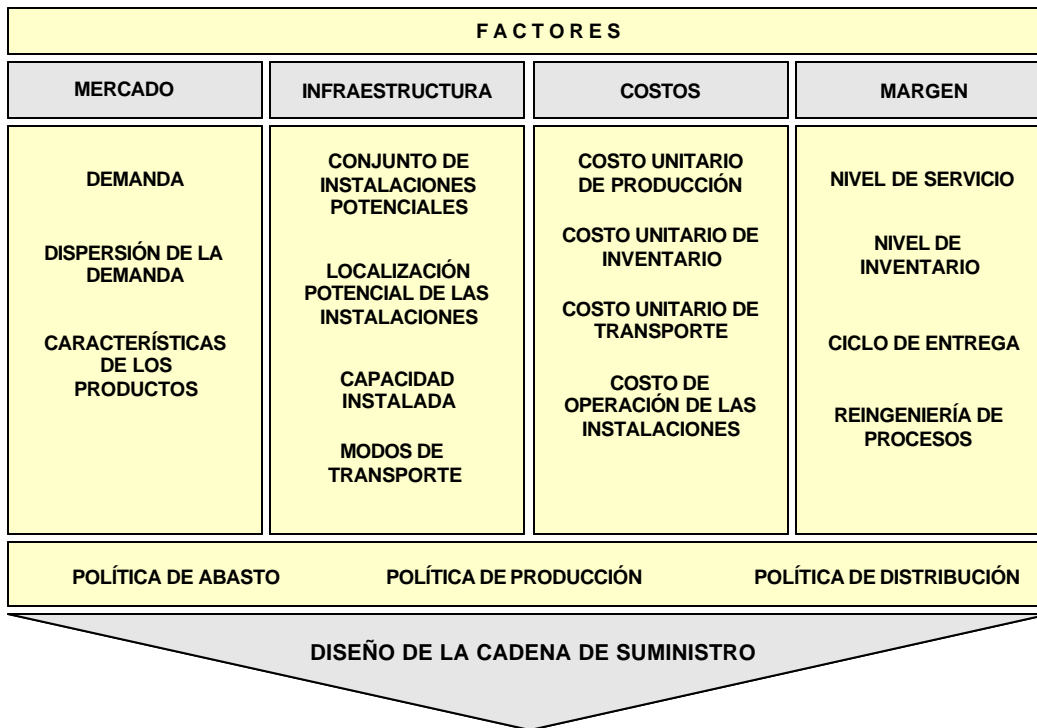 F A C T O R E S
MERCADO
INFRAESTRUCTURA
COSTOS
MARGEN
DEMANDA
DISPERSIÓN DE LA
DEMANDA
CARACTERÍSTICAS
DE LOS
PRODUCTOS
CONJUNTO DE
INSTALACIONES
POTENCIALES
LOCALIZACIÓN
POTENCIAL DE LAS
INSTALACIONES
CAPACIDAD
INSTALADA
MODOS DE
TRANSPORTE
COSTO UNITARIO
DE PRODUCCIÓN
COSTO UNITARIO DE
INVENTARIO
COSTO UNITARIO DE
TRANSPORTE
COSTO DE
OPERACIÓN DE LAS
INSTALACIONES
NIVEL DE SERVICIO
NIVEL DE
INVENTARIO
CICLO DE ENTREGA
REINGENIERÍA DE
PROCESOS
POLÍTICA DE ABASTO
POLÍTICA DE PRODUCCIÓN
POLÍTICA DE DISTRIBUCIÓN
DISEÑO DE LA CADENA DE SUMINISTRO